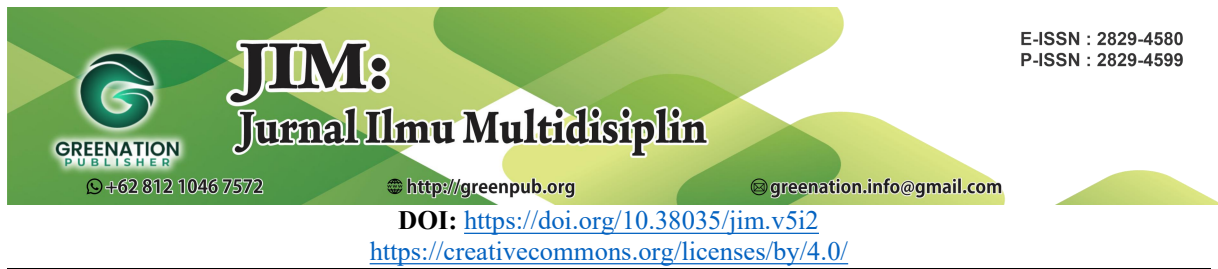 E-ISSN : 2829-4580
P-ISSN : 2829-4599
JIM:
Jurnal Ilmu Multidisiplin
GREENATION
PUBLISHER
+62 812 1046 7572
http://greenpub.org
greenation.info@gmail.com
DOI: https://doi.org/10.38035/jim.v5i2
https://creativecommons.org/licenses/by/4.0/